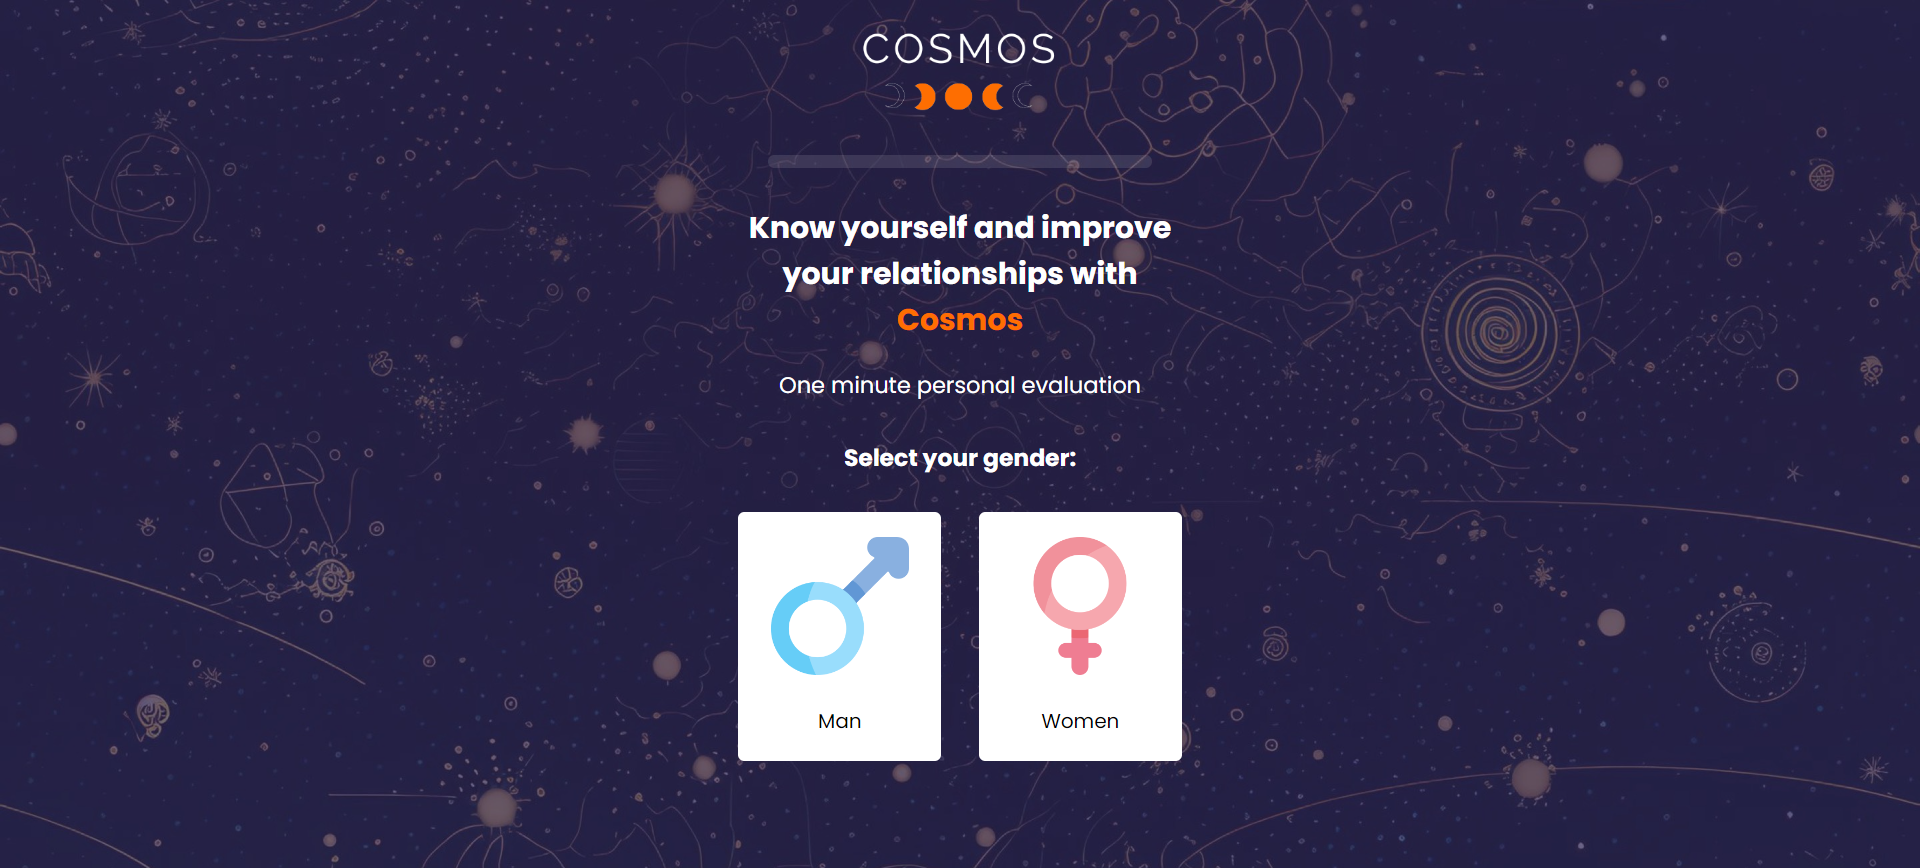 COSMOS
Know yourself and improve
your relationships with
Cosmos
One minute personal evaluation
Select your gender:
Man
Women